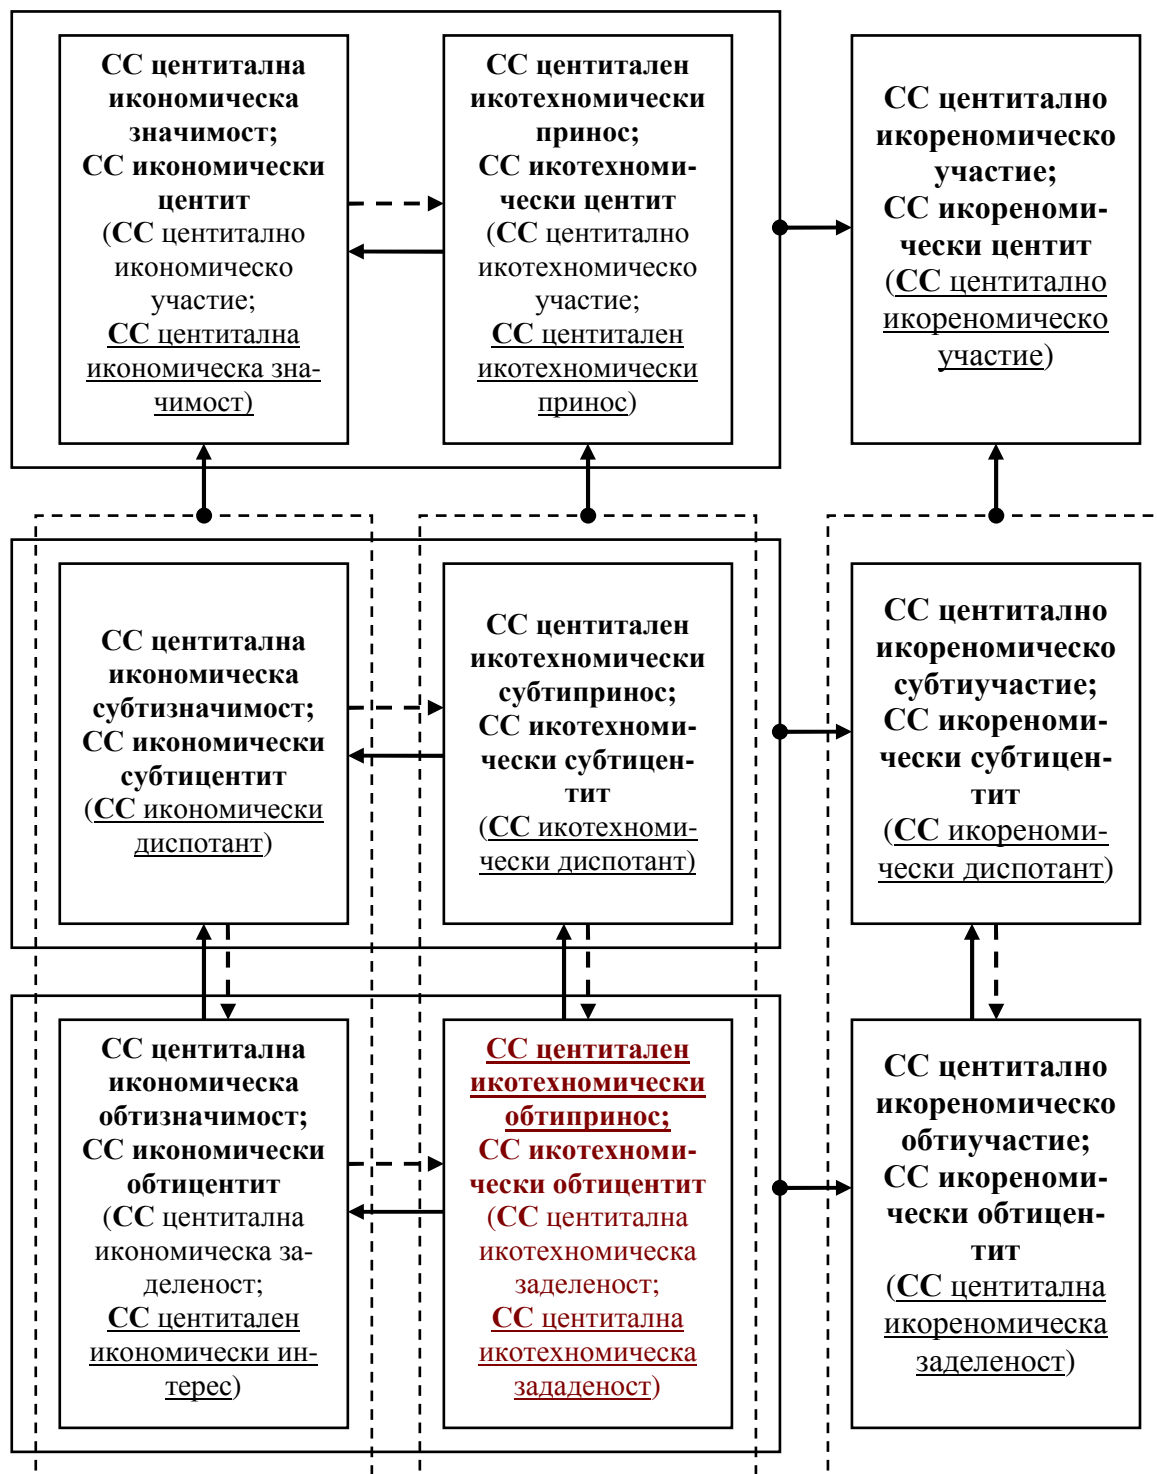 СС центитална
икономическа
значимост;
СС икономически
центит
(СС центитално
икономическо
участие;
СС центитална
икономическа зна-
чимост)
СС центитален
икотехномически
принос;
СС икотехноми-
чески центит
(СС центитално
икотехномическо
участие;
СС центитален
икотехномически
принос)
СС центитално
икореномическо
участие;
СС икореноми-
чески центит
(СС центитално
икореномическо
участие)
СС центитална
икономическа
субтизначимост;
СС икономически
субтицентит
(СС икономически
диспотант)
СС центитален
икотехномически
субтипринос;
СС икотехноми-
чески субтицен-
тит
(СС икотехноми-
чески диспотант)
СС центитално
икореномическо
субтиучастие;
СС икореноми-
чески субтицен-
тит
(СС икореноми-
чески диспотант)
СС центитална
икономическа
обтизначимост;
СС икономически
обтицентит
(СС центитална
икономическа за-
деленост;
СС центитален
икономически ин-
терес)
СС центитален
икотехномически
обтипринос;
СС икотехноми-
чески обтицентит
(СС центитална
икотехномическа
заделеност;
СС центитална
икотехномическа
зададеност)
СС центитално
икореномическо
обтиучастие;
СС икореноми-
чески обтицен-
тит
(СС центитална
икореномическа
заделеност)